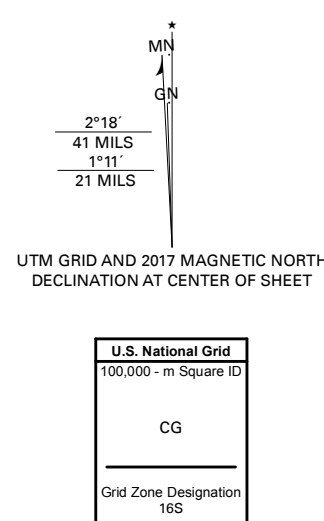 MN
GN
2°18´
41 MILS
1°11´
21 MILS
UTM GRID AND 2017 MAGNETIC NORTH
DECLINATION AT CENTER OF SHEET
U.S. National Grid
100,000 - m Square ID
CG
Grid Zone Designation
16S